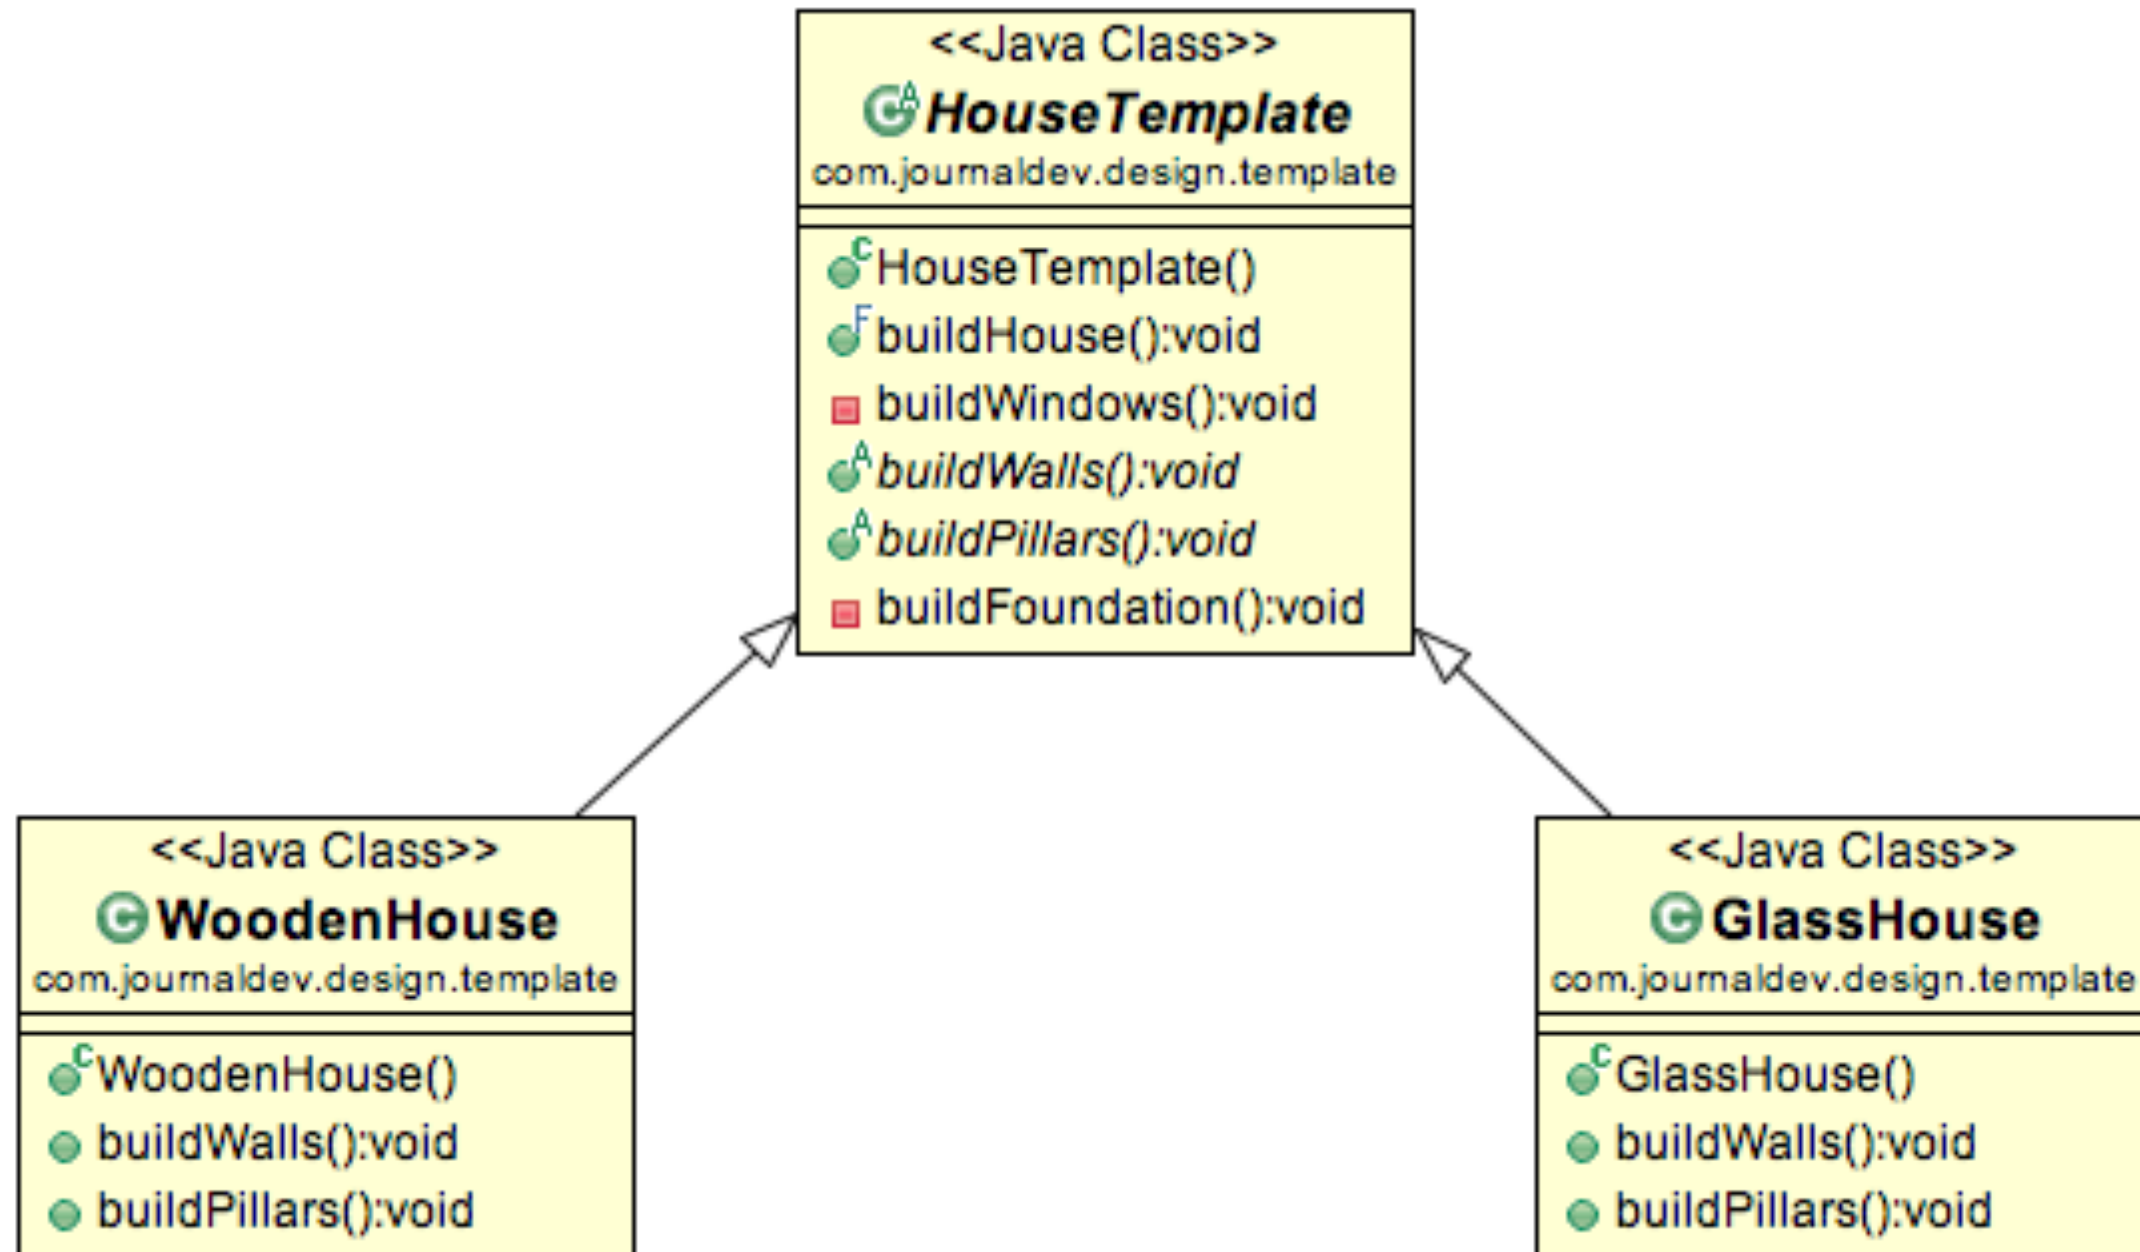 <<Java Class>>
HouseTemplate
com.journaldev.design.template
HouseTemplate()
buildHouse():void
buildWindows():void
buildWalls():void
buildPillars():void
buildFoundation():void
<<Java Class>>
WoodenHouse
com.journaldev.design.template
WoodenHouse()
buildWalls():void
buildPillars():void
<<Java Class>>
GlassHouse
com.journaldev.design.template
GlassHouse()
buildWalls():void
buildPillars():void